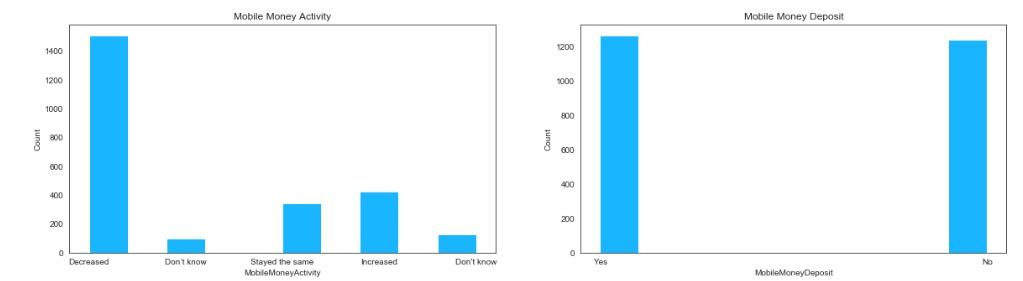 Mobile Money Activity
Count
1400
1200
1000
800
600
400
200
0
Decreased Don't know Stayed the same Increased Don't know
MobileMoneyActivity
Mobile Money Deposit
Count
1200
1000
800
600
400
200
0
Yes No
MobileMoneyDeposit